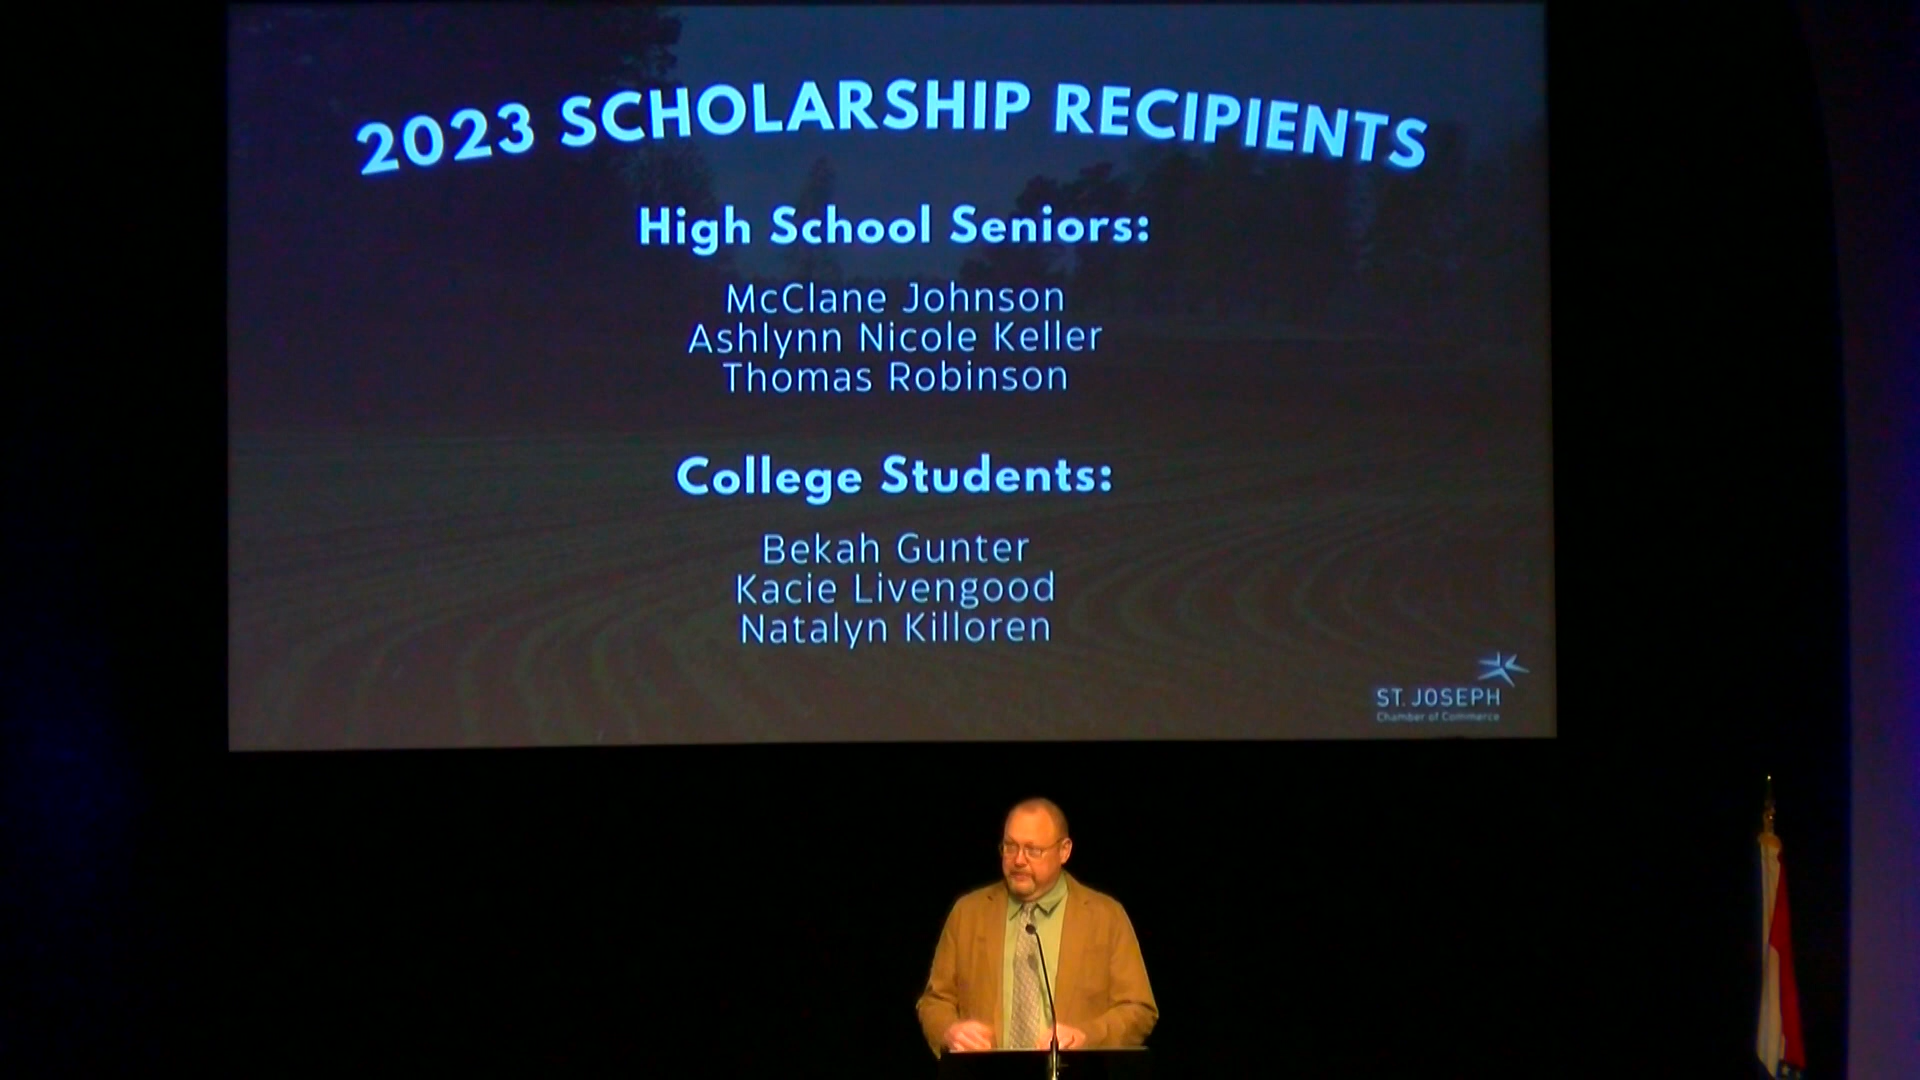 2023 SCHOLARSHIP RECIPIENTS
High School Seniors:
McClane Johnson
Ashlynn Nicole Keller
Thomas Robinson
College Students:
Bekah Gunter
Kacie Livengood
Natalyn Killoren
ST. JOSEPH
Chamber of Commerce